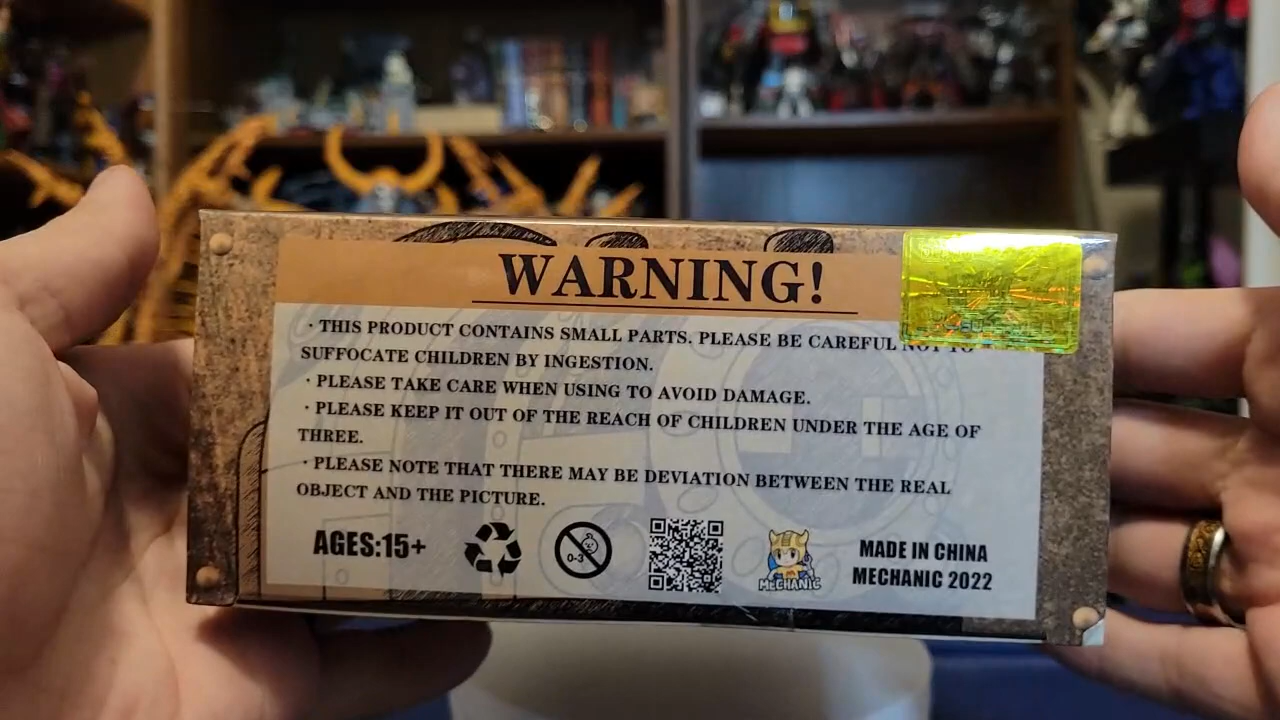 WARNING!
· THIS PRODUCT CONTAINS SMALL PARTS. PLEASE BE CAREFUL NOT TO
SUFFOCATE CHILDREN BY INGESTION.
· PLEASE TAKE CARE WHEN USING TO AVOID DAMAGE.
· PLEASE KEEP IT OUT OF THE REACH OF CHILDREN UNDER THE AGE OF
THREE.
· PLEASE NOTE THAT THERE MAY BE DEVIATION BETWEEN THE REAL
OBJECT AND THE PICTURE.
AGES:15+
0-3
MECHANIC
MADE IN CHINA
MECHANIC 2022